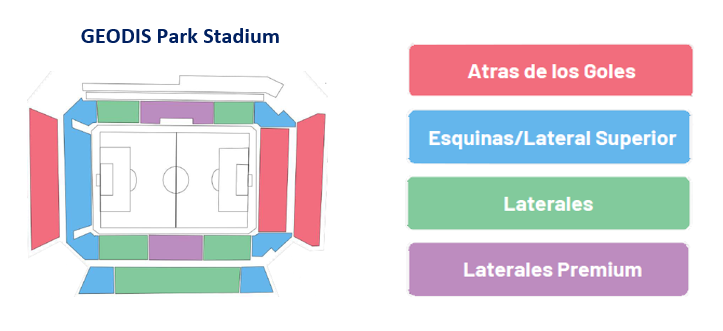 GEODIS Park Stadium
Atras de los Goles
Esquinas/Lateral Superior
Laterales
Laterales Premium